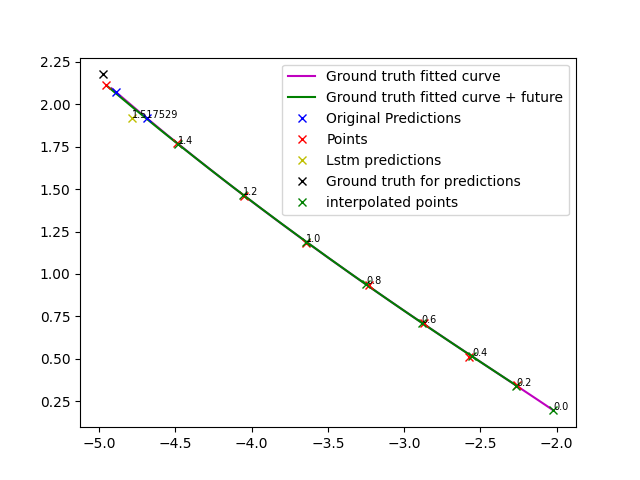 2.25
2.00
1.75
1.50
1.25
1.00
0.75
0.50
0.25
Ground truth fitted curve
Ground truth fitted curve + future
Original Predictions
Points
Lstm predictions
Ground truth for predictions
interpolated points
1.517529
1.4
1.2
1.0
0.8
0.6
0.4
0.2
0.0
−5.0 −4.5 −4.0 −3.5 −3.0 −2.5 −2.0